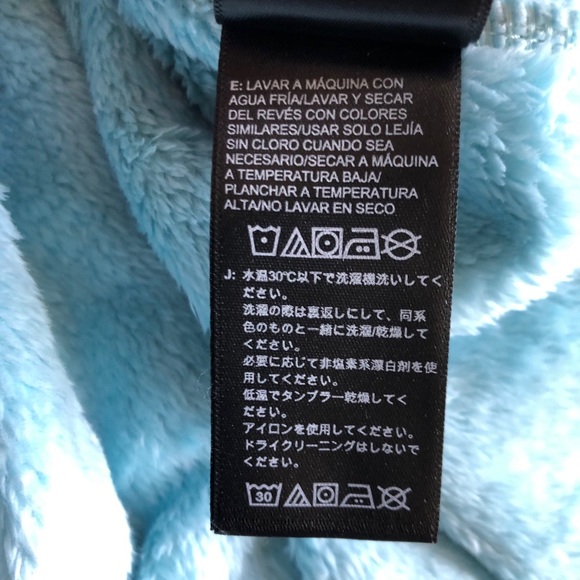 E: LAVAR A MÁQUINA CON
AGUA FRÍA/LAVAR Y SECAR
DEL REVÉS CON COLORES
SIMILARES/USAR SOLO LEJÍA
SIN CLORO CUANDO SEA
NECESARIO/SECAR A MÁQUINA
A TEMPERATURA BAJA/
PLANCHAR A TEMPERATURA
ALTA/NO LAVAR EN SECO
J: 水温30℃以下で洗濯機洗いしてく
ださい。
洗濯の際は裏返しにして、同系
色のものと一緒に洗濯/乾燥して
ください。
必要に応じて非塩素系漂白剤を使
用してください。
低温でタンブラー乾燥してくだ
さい。
アイロンを使用してください。
ドライクリーニングはしないで
ください。
30